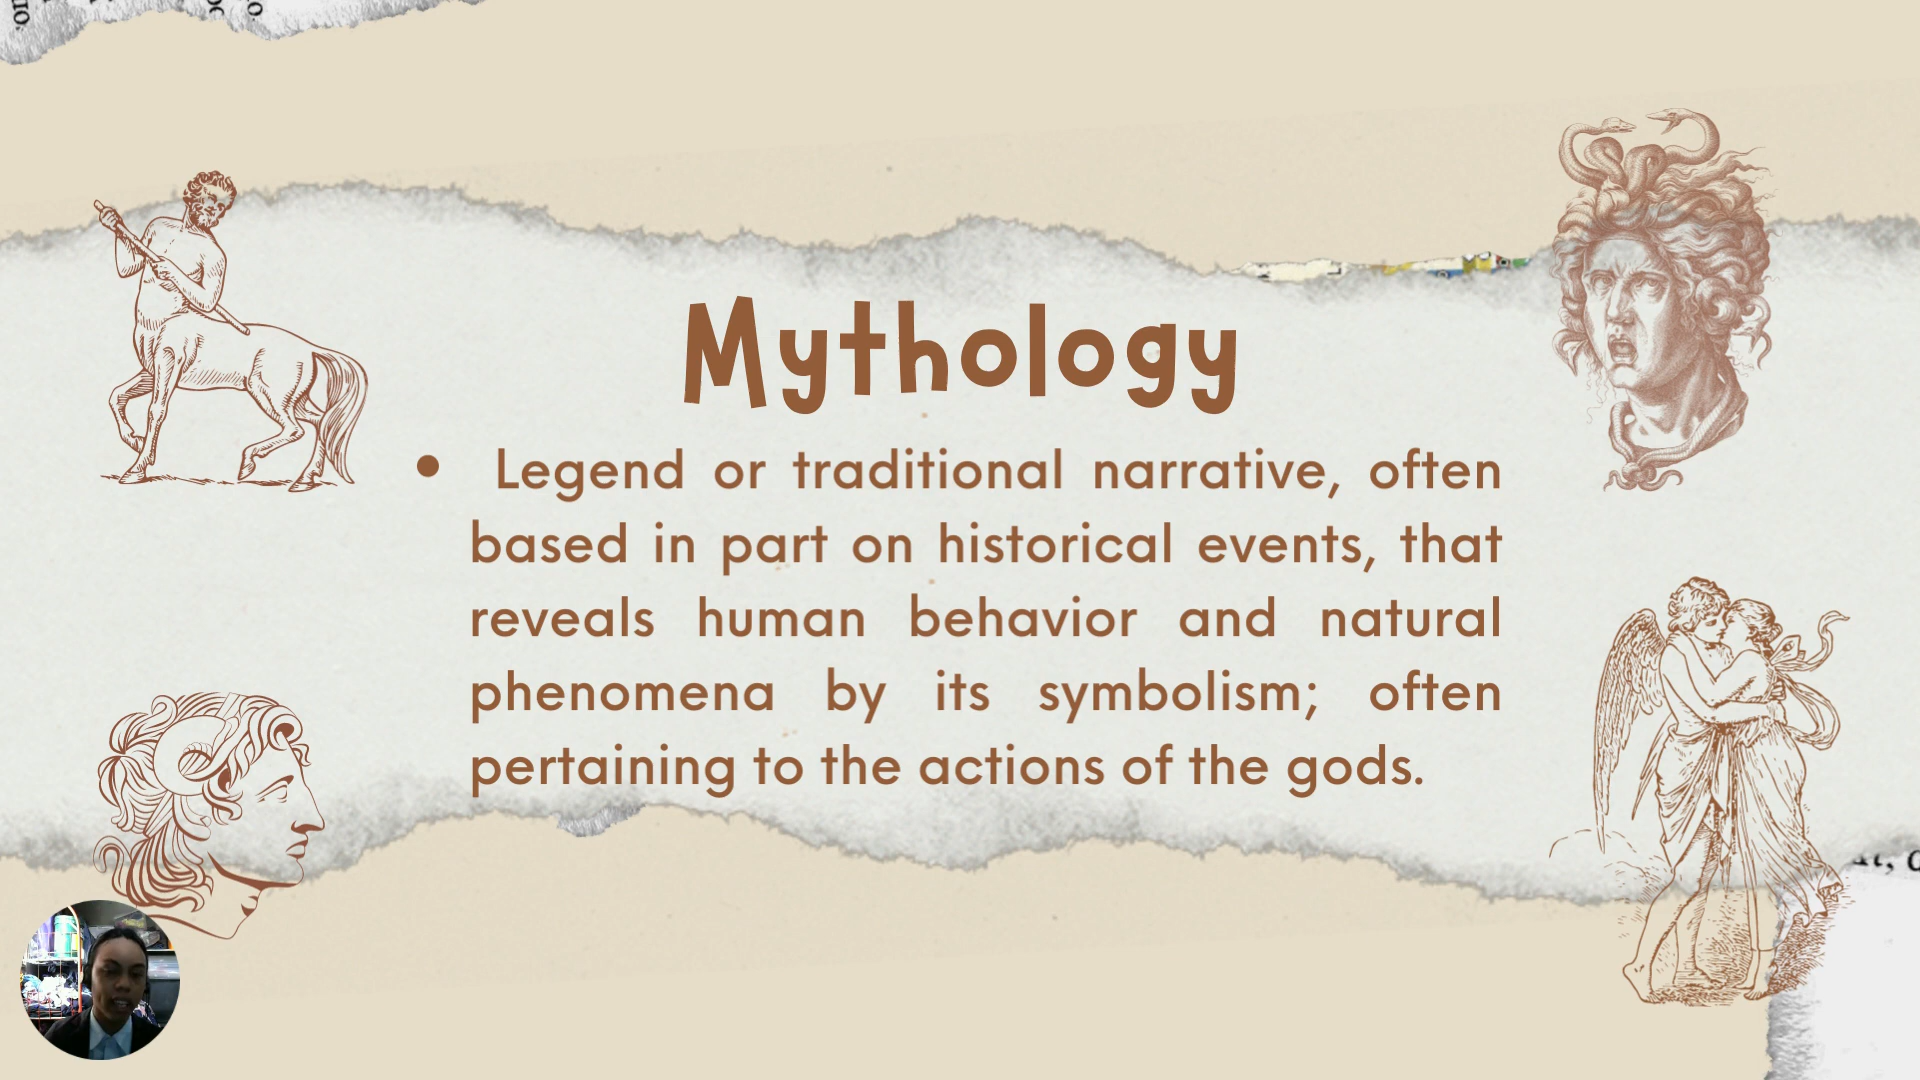 Mythology
• Legend or traditional narrative, often
based in part on historical events, that
reveals human behavior and natural
phenomena by its symbolism; often
pertaining to the actions of the gods.